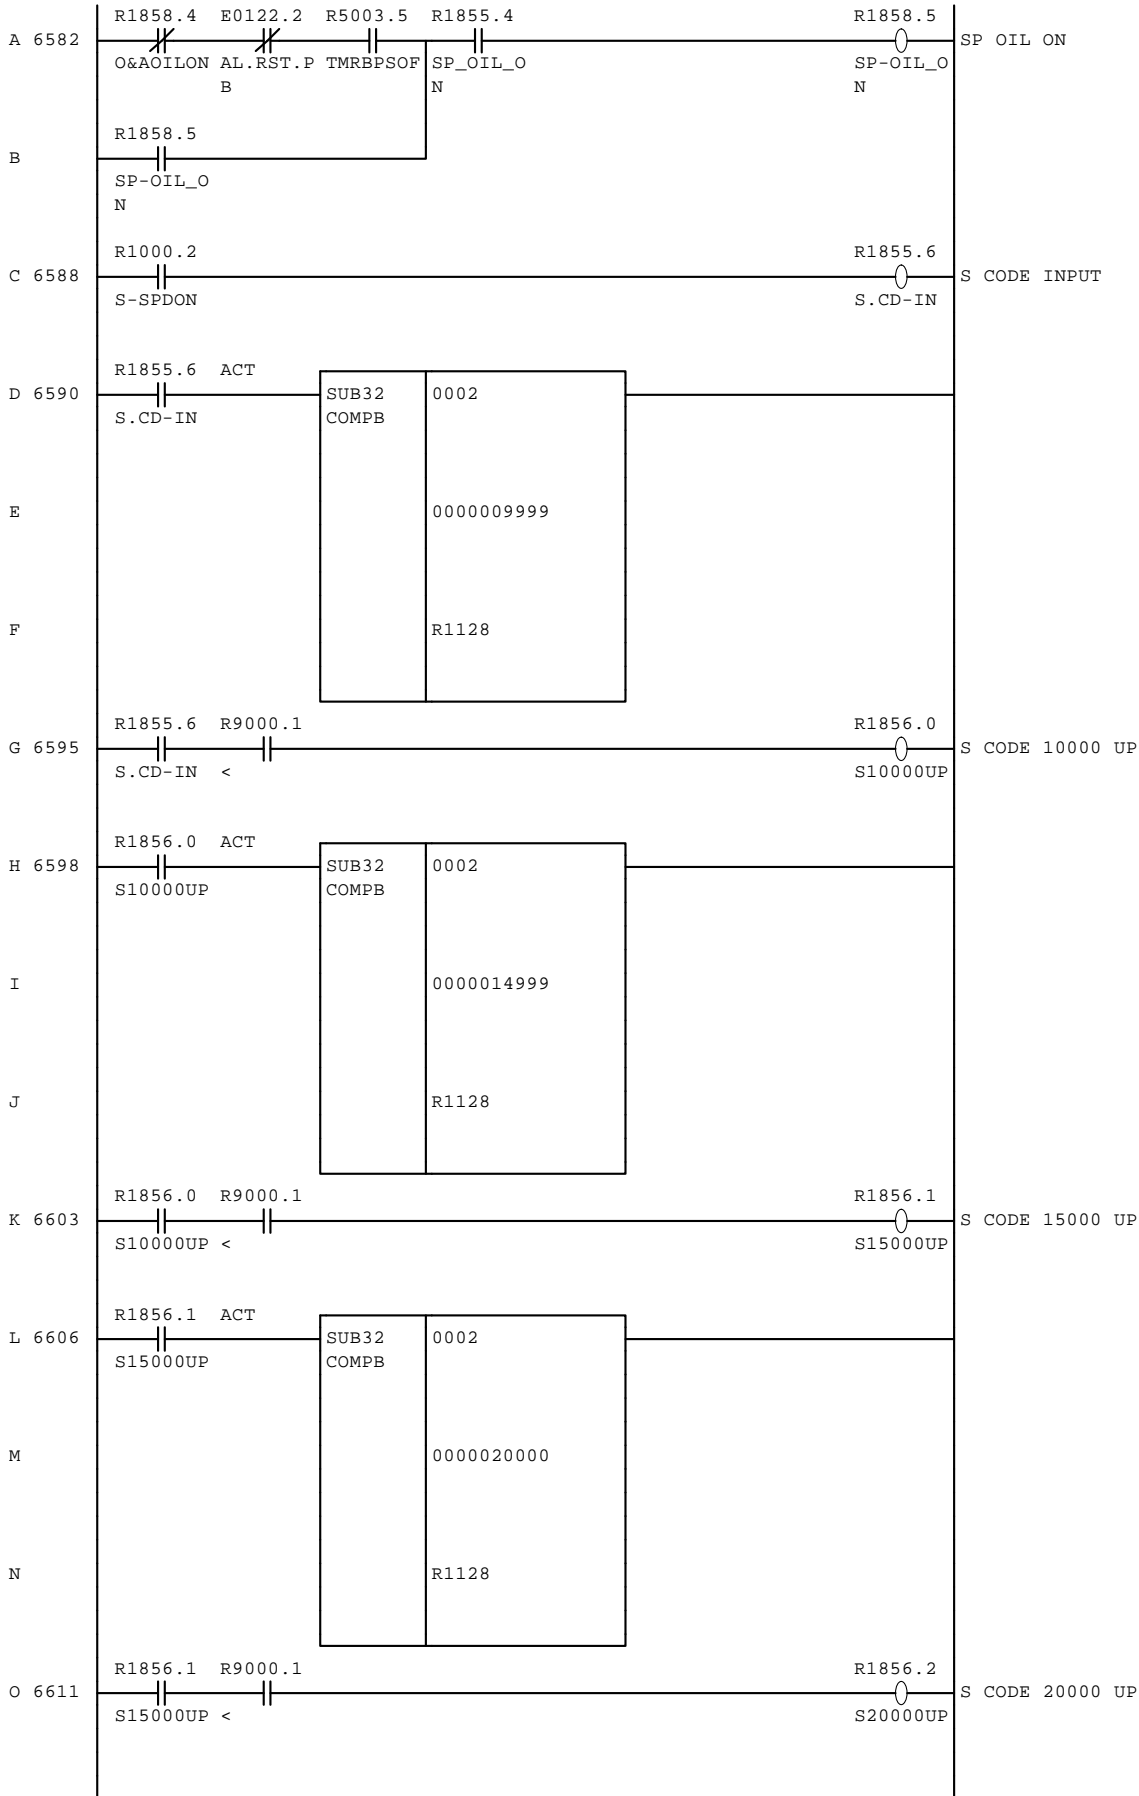 R1858.4 E0122.2 R5003.5 R1855.4 R1858.5
A 6582 SP OIL ON
O&AOILON AL.RST.P TMRBPSOF SP_OIL_O SP-OIL_O
B N N
R1858.5
B
SP-OIL_O
N
R1000.2 R1855.6
C 6588 S CODE INPUT
S-SPDON S.CD-IN
R1855.6 ACT
D 6590 SUB32 0002
S.CD-IN COMPB
E 0000009999
F R1128
R1855.6 R9000.1 R1856.0
G 6595 S CODE 10000 UP
S.CD-IN < S10000UP
R1856.0 ACT
H 6598 SUB32 0002
S10000UP COMPB
I 0000014999
J R1128
R1856.0 R9000.1 R1856.1
K 6603 S CODE 15000 UP
S10000UP < S15000UP
R1856.1 ACT
L 6606 SUB32 0002
S15000UP COMPB
M 0000020000
N R1128
R1856.1 R9000.1 R1856.2
O 6611 S CODE 20000 UP
S15000UP < S20000UP